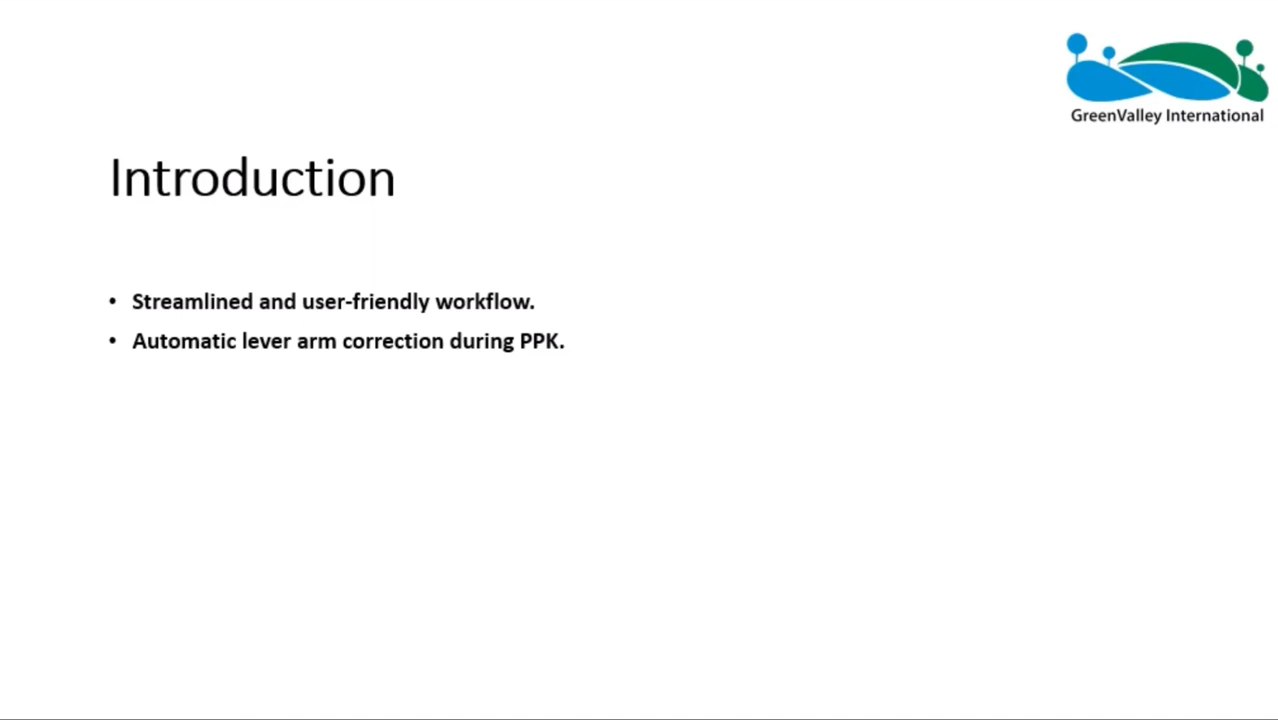 GreenValley International
Introduction
• Streamlined and user-friendly workflow.
• Automatic lever arm correction during PPK.